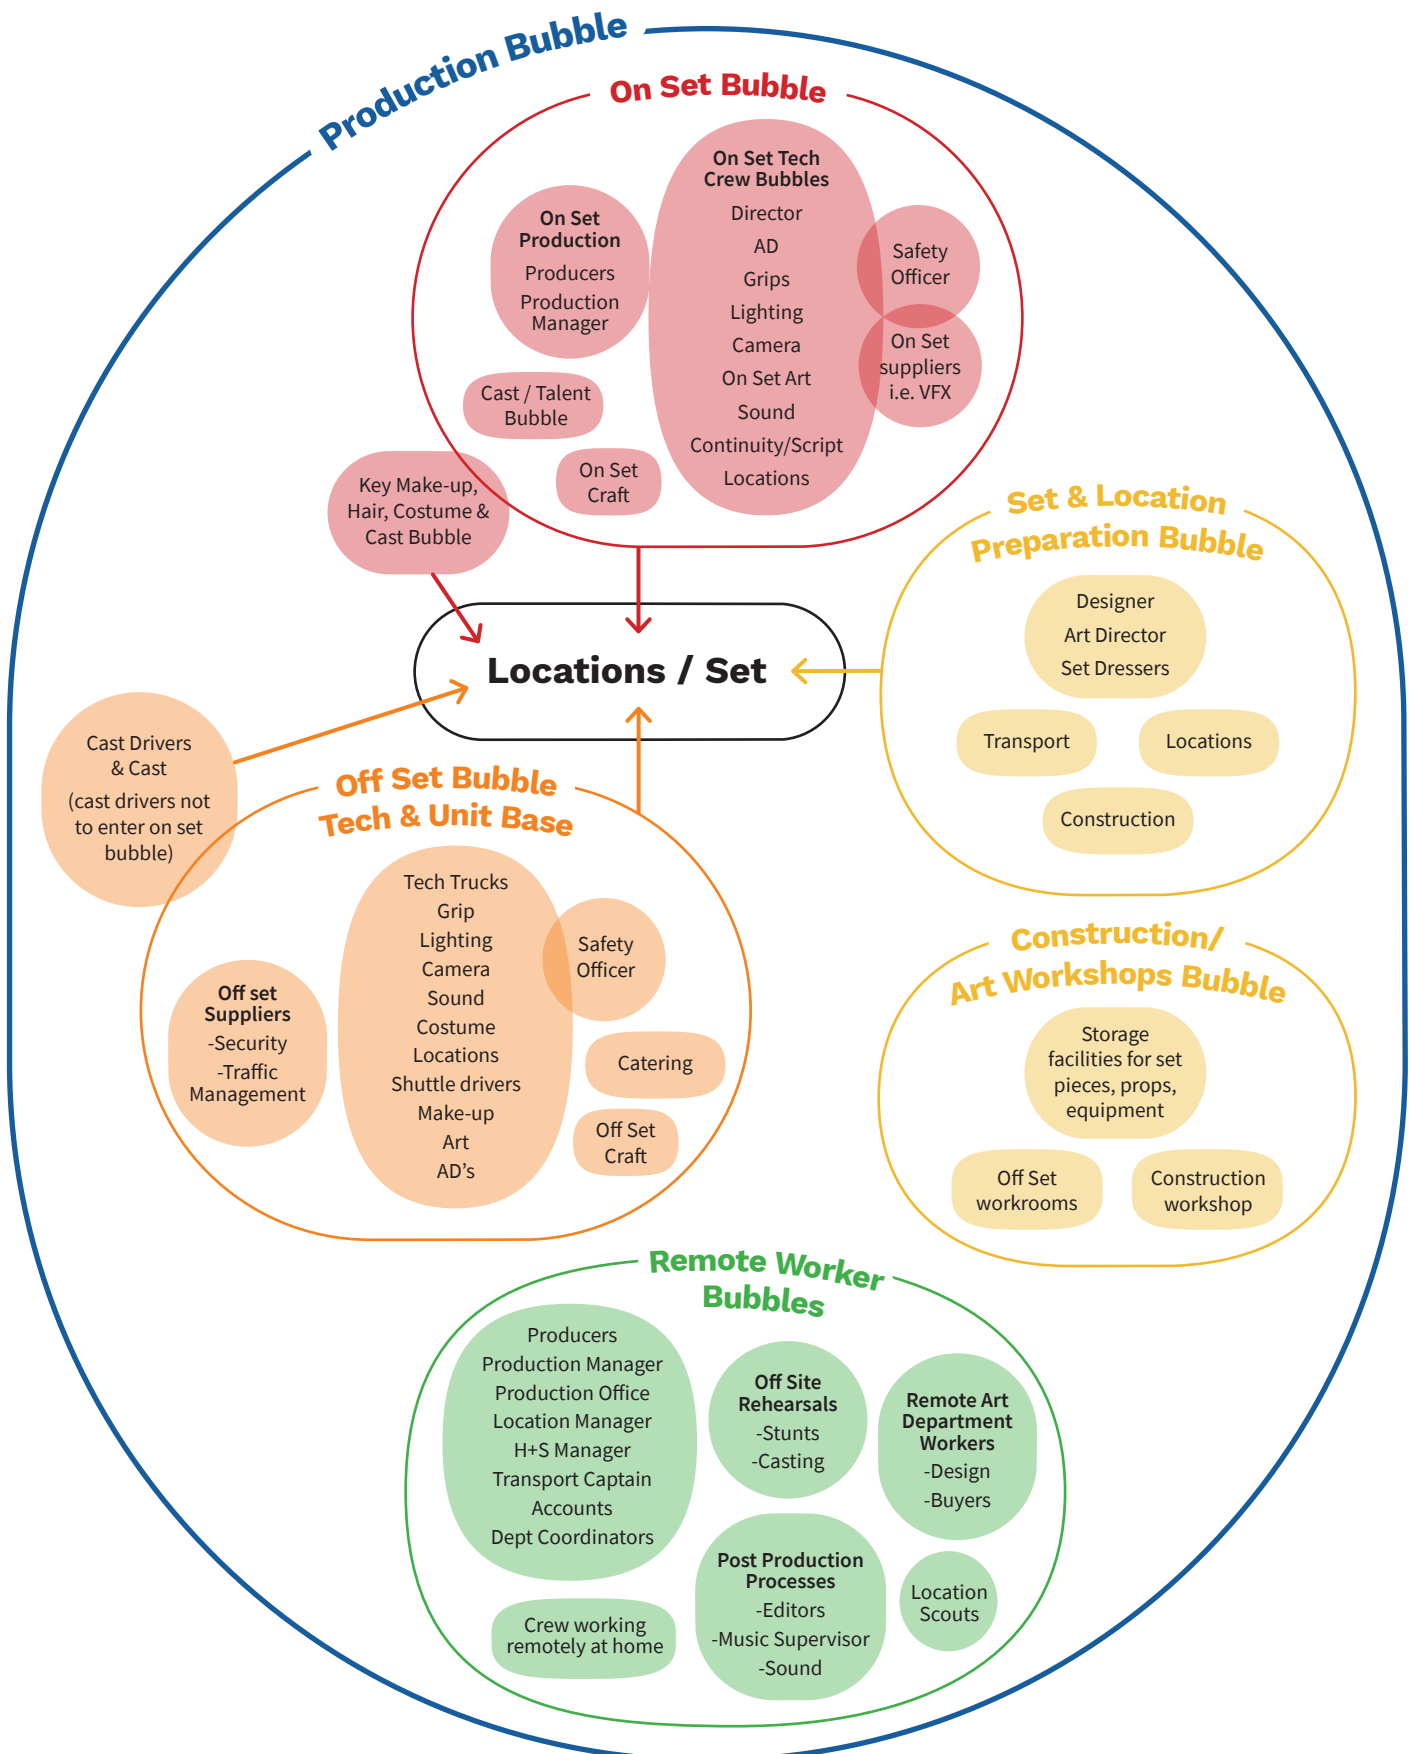 Production Bubble
On Set Bubble
On Set
Production
Producers
Production
Manager
On Set Tech
Crew Bubbles
Director
AD
Grips
Lighting
Camera
On Set Art
Sound
Continuity/Script
Locations
Safety
Officer
On Set
suppliers
i.e. VFX
Cast / Talent
Bubble
On Set
Craft
Key Make-up,
Hair, Costume &
Cast Bubble
Set & Location
Preparation Bubble
Designer
Art Director
Set Dressers
Transport
Locations
Construction
Locations / Set
Cast Drivers
& Cast
(cast drivers not
to enter on set
bubble)
Off Set Bubble
Tech & Unit Base
Tech Trucks
Grip
Lighting
Camera
Sound
Costume
Locations
Shuttle drivers
Make-up
Art
AD's
Safety
Officer
Off set
Suppliers
-Security
-Traffic
Management
Catering
Off Set
Craft
Construction/
Art Workshops Bubble
Storage
facilities for set
pieces, props,
equipment
Off Set
workrooms
Construction
workshop
Remote Worker
Bubbles
Producers
Production Manager
Production Office
Location Manager
H+S Manager
Transport Captain
Accounts
Dept Coordinators
Off Site
Rehearsals
-Stunts
-Casting
Remote Art
Department
Workers
-Design
-Buyers
Post Production
Processes
-Editors
-Music Supervisor
-Sound
Location
Scouts
Crew working
remotely at home